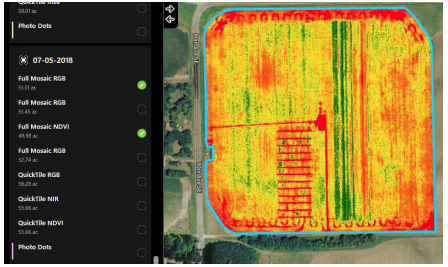 QuickTile RGB
58.01 ac
Photo Dots
07-05-2018
Full Mosaic RGB
51.51 ac
Full Mosaic RGB
51.45 ac
Full Mosaic NDVI
49.98 ac
Full Mosaic RGB
52.74 ac
QuickTile RGB
58.28 ac
QuickTile NIR
53.88 ac
QuickTile NDVI
53.66 ac
Photo Dots